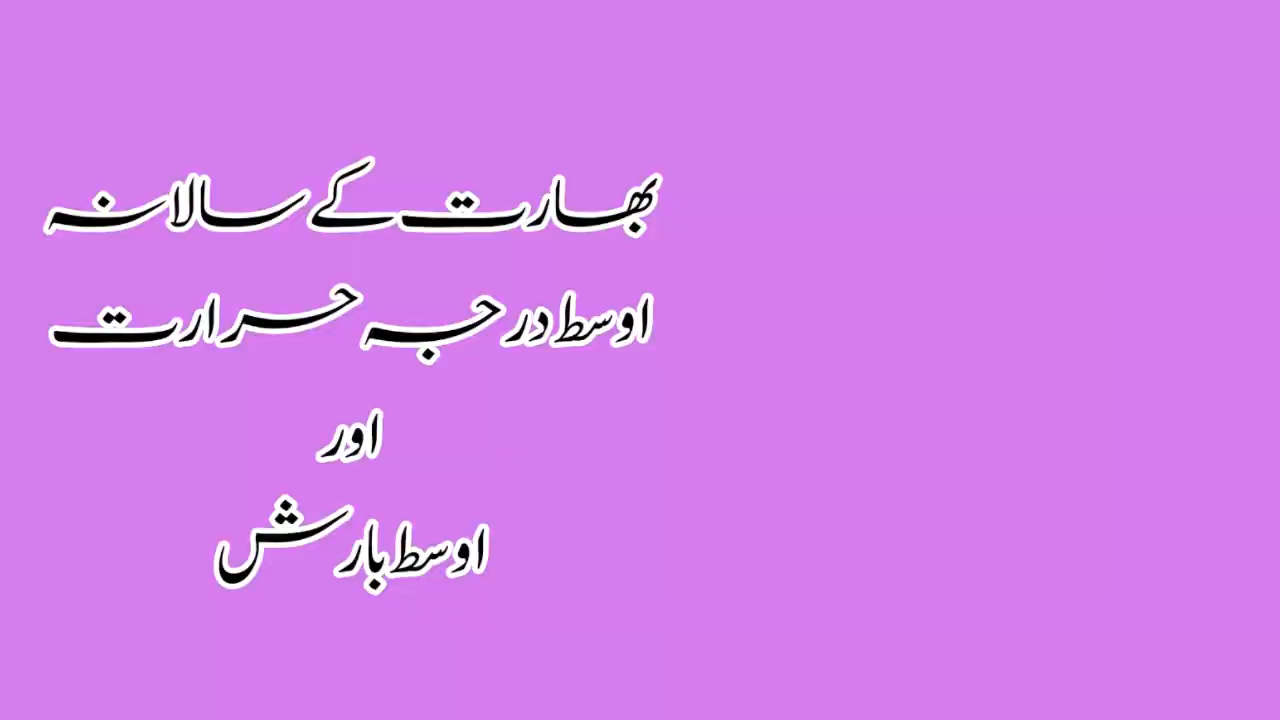 بھارت کے سالانہ
اوسط درجہ حرارت
اور
اوسط بارش